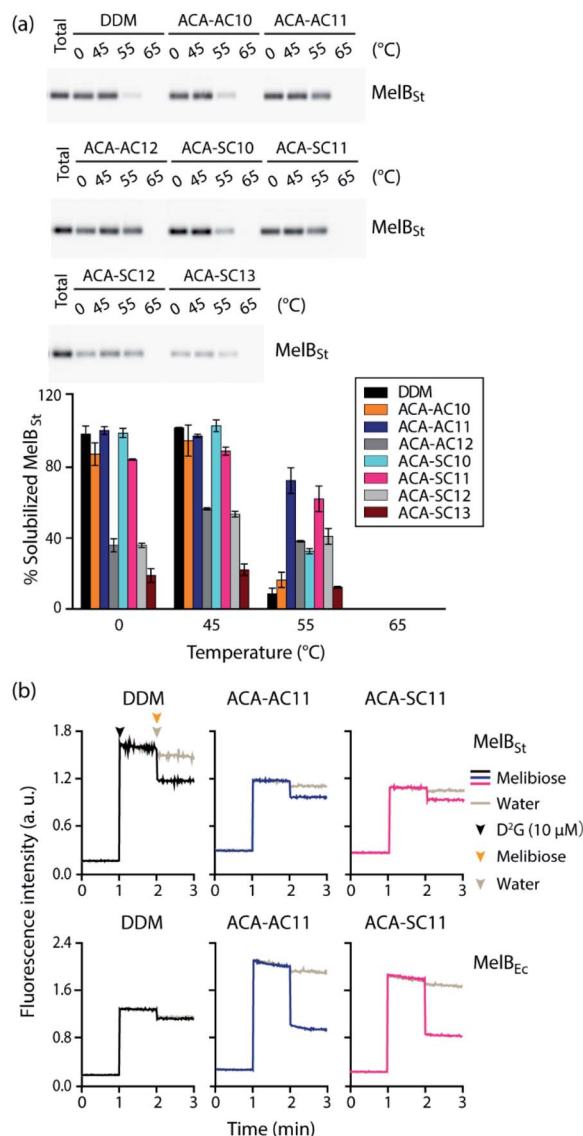 (a)
DDM ACA-AC10 ACA-AC11
Total 0 45 55 65 0 45 55 65 0 45 55 65 (°C)
MelBSt
ACA-AC12 ACA-SC10 ACA-SC11
Total 0 45 55 65 0 45 55 65 0 45 55 65 (°C)
MelBSt
ACA-SC12 ACA-SC13
Total 0 45 55 65 0 45 55 65 (°C)
MelBSt
% Solubilized MelBSt
120
80
40
0
0 45 55 65
Temperature (°C)
DDM
ACA-AC10
ACA-AC11
ACA-AC12
ACA-SC10
ACA-SC11
ACA-SC12
ACA-SC13
(b)
DDM ACA-AC11 ACA-SC11
Fluorescence intensity (a. u.)
1.8
1.2
0.6
0.0
0 1 2 3 0 1 2 3 0 1 2 3
MelBSt
Melibiose
Water
D²G (10 μM)
Melibiose
Water
DDM ACA-AC11 ACA-SC11
2.4
1.6
0.8
0.0
0 1 2 3 0 1 2 3 0 1 2 3
MelBEc
Time (min)